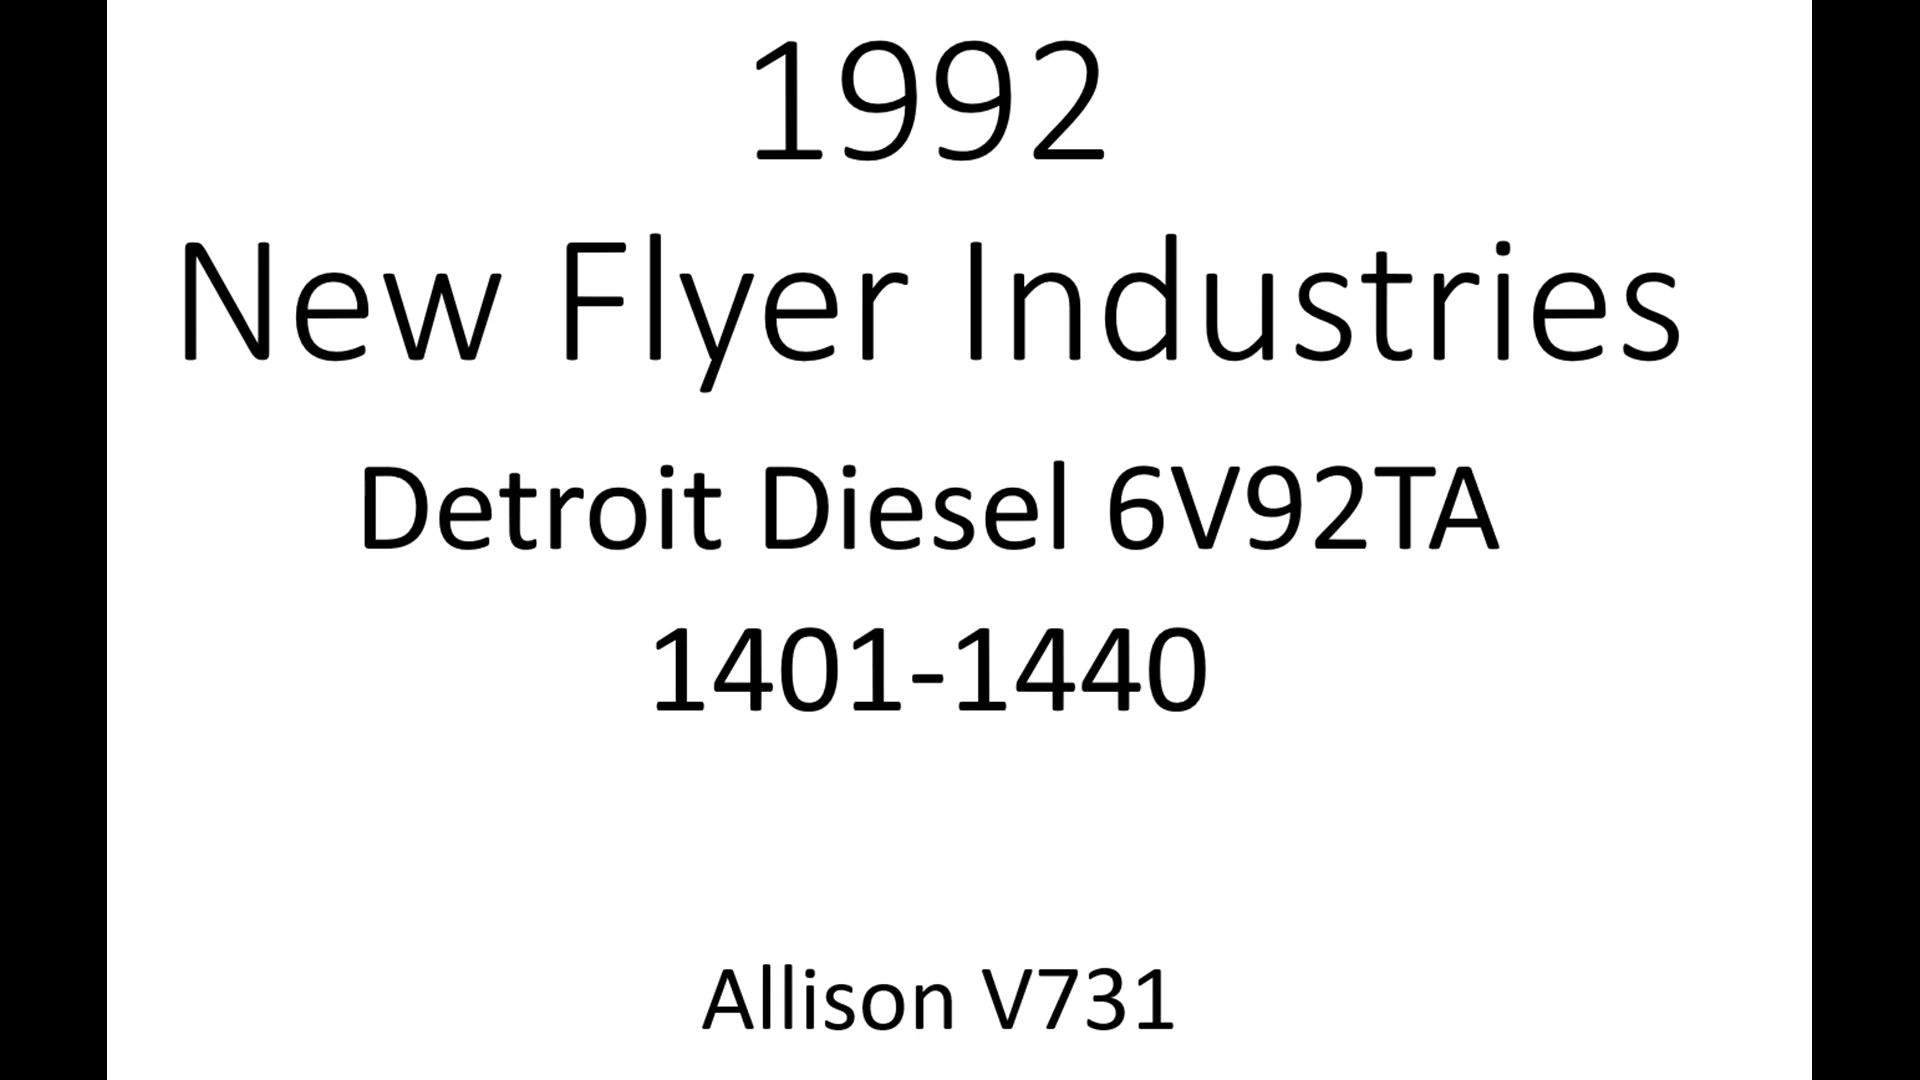 1992
New Flyer Industries
Detroit Diesel 6V92TA
1401-1440
Allison V731